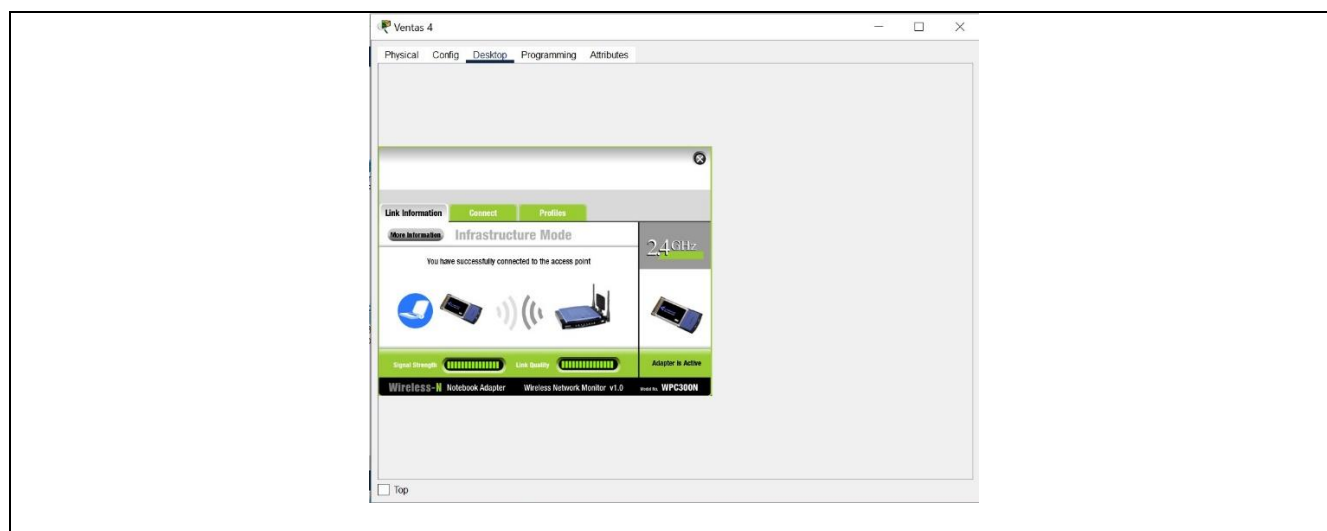 Ventas 4
Physical Config Desktop Programming Attributes
Link Information Connect Profiles
More Information Infrastructure Mode
2.4GHz
You have successfully connected to the access point
Signal Strength Link Quality Adapter is Active
Wireless-N Notebook Adapter Wireless Network Monitor v1.0 Model No. WPC300N
Top